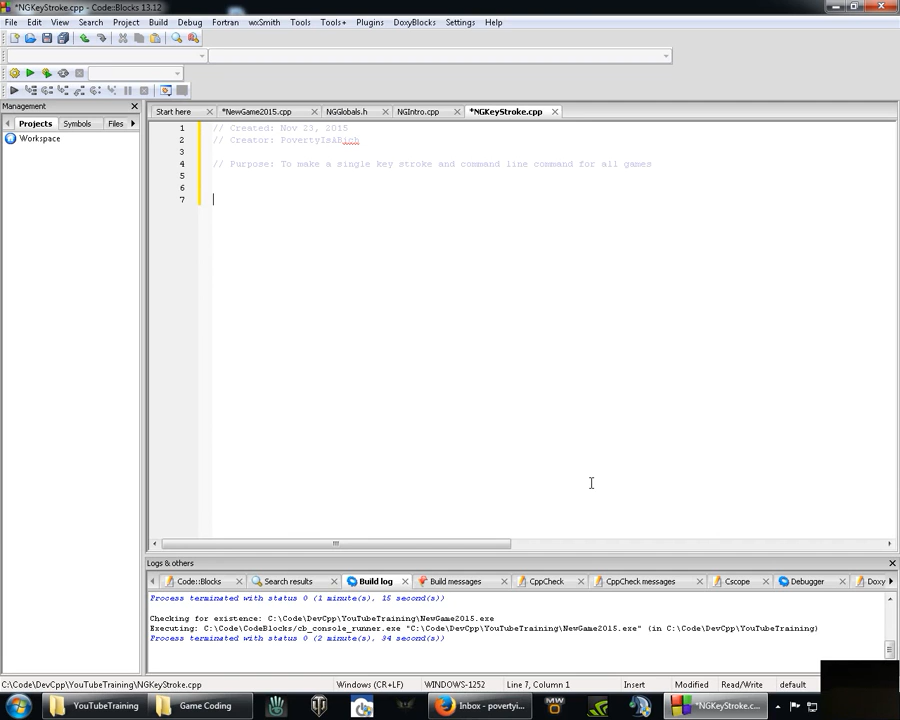 *NGKeyStroke.cpp - Code::Blocks 13.12
File Edit View Search Project Build Debug Fortran wxSmith Tools Tools+ Plugins DoxyBlocks Settings Help
Management
Start here *NewGame2015.cpp NGGlobals.h NGIntro.cpp *NGKeyStroke.cpp
Projects Symbols Files
Workspace
1 // Created: Nov 23, 2015
2 // Creator: PovertyIsABich
3
4 // Purpose: To make a single key stroke and command line command for all games
5
6
7
Logs & others
Code::Blocks Search results Build log Build messages CppCheck CppCheck messages Cscope Debugger Doxy
Process terminated with status 0 (1 minute(s), 15 second(s))
Checking for existence: C:\Code\DevCpp\YouTubeTraining\NewGame2015.exe
Executing: C:\Code\CodeBlocks/cb_console_runner.exe "C:\Code\DevCpp\YouTubeTraining\NewGame2015.exe" (in C:\Code\DevCpp\YouTubeTraining)
Process terminated with status 0 (2 minute(s), 34 second(s))
C:\Code\DevCpp\YouTubeTraining\NGKeyStroke.cpp Windows (CR+LF) WINDOWS-1252 Line 7, Column 1 Insert Modified Read/Write default
YouTubeTraining Game Coding Inbox - povertyi... MW *NGKeyStroke.c...